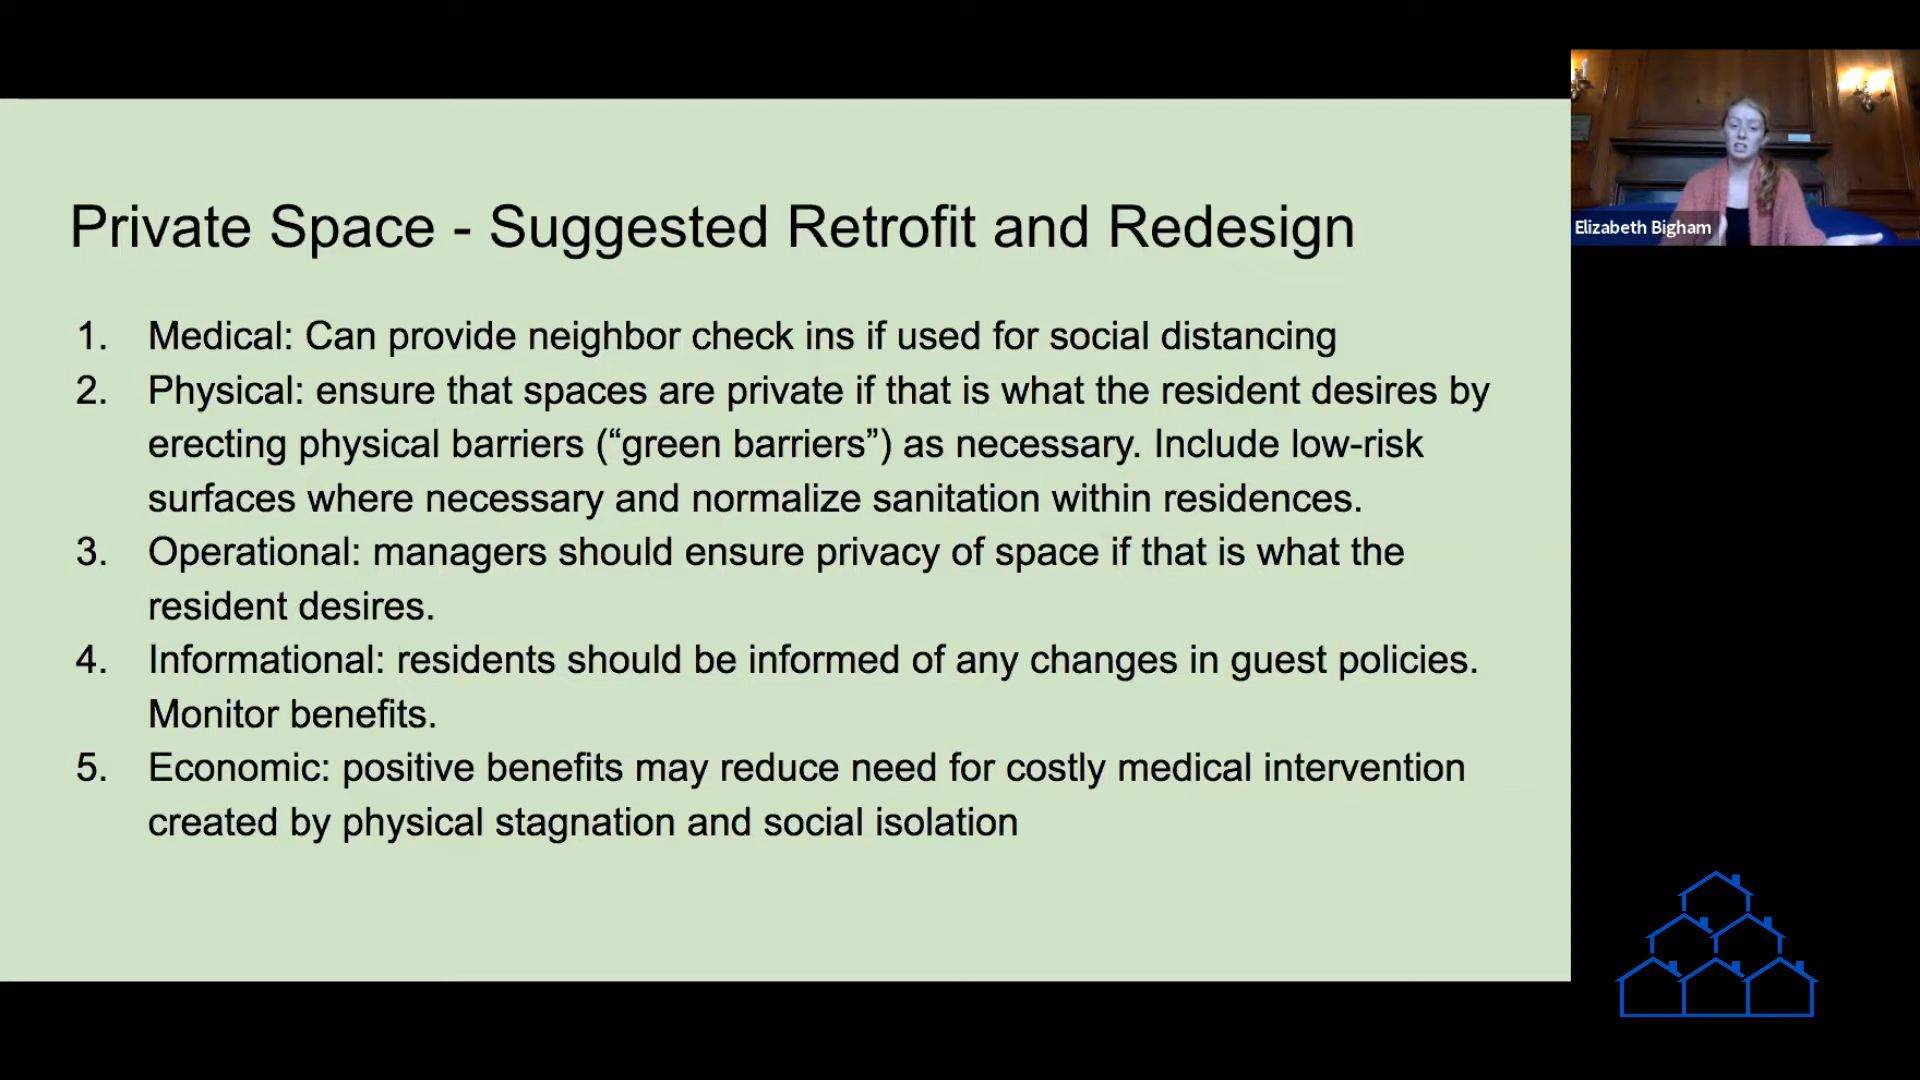 Private Space - Suggested Retrofit and Redesign
1. Medical: Can provide neighbor check ins if used for social distancing
2. Physical: ensure that spaces are private if that is what the resident desires by
erecting physical barriers (“green barriers”) as necessary. Include low-risk
surfaces where necessary and normalize sanitation within residences.
3. Operational: managers should ensure privacy of space if that is what the
resident desires.
4. Informational: residents should be informed of any changes in guest policies.
Monitor benefits.
5. Economic: positive benefits may reduce need for costly medical intervention
created by physical stagnation and social isolation
Elizabeth Bigham